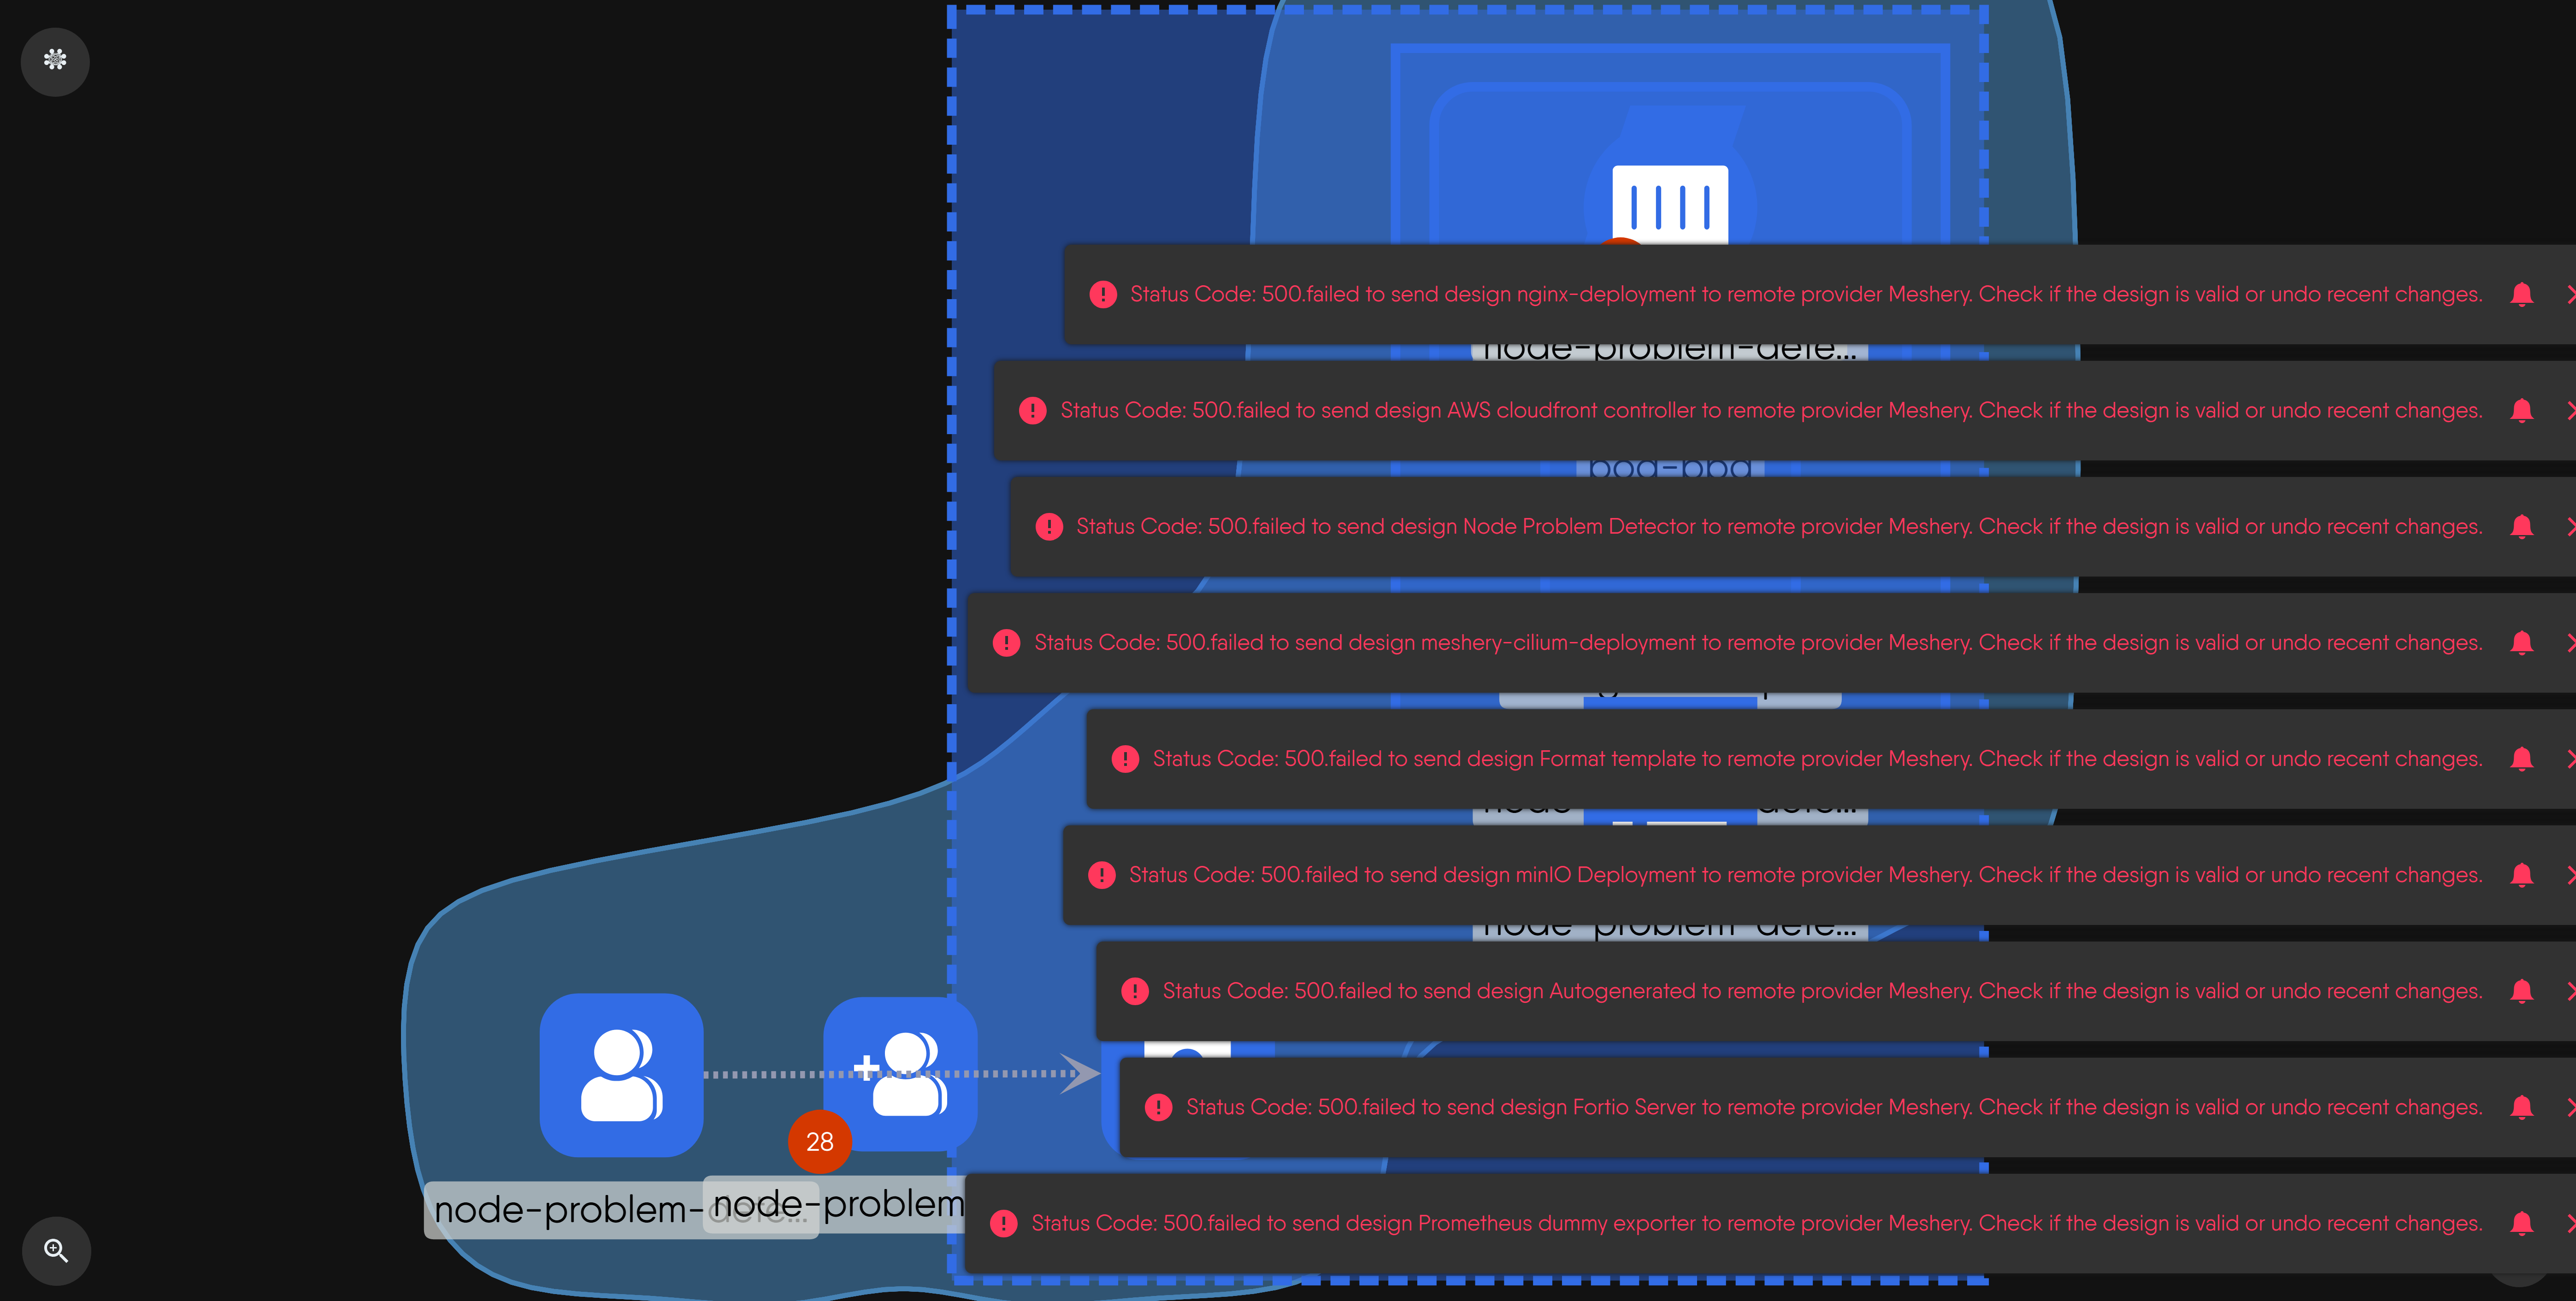 Status Code: 500.failed to send design nginx-deployment to remote provider Meshery. Check if the design is valid or undo recent changes.
node-problem-dete...
Status Code: 500.failed to send design AWS cloudfront controller to remote provider Meshery. Check if the design is valid or undo recent changes.
Status Code: 500.failed to send design Node Problem Detector to remote provider Meshery. Check if the design is valid or undo recent changes.
Status Code: 500.failed to send design meshery-cilium-deployment to remote provider Meshery. Check if the design is valid or undo recent changes.
Status Code: 500.failed to send design Format template to remote provider Meshery. Check if the design is valid or undo recent changes.
Status Code: 500.failed to send design minIO Deployment to remote provider Meshery. Check if the design is valid or undo recent changes.
node problem dete...
Status Code: 500.failed to send design Autogenerated to remote provider Meshery. Check if the design is valid or undo recent changes.
Status Code: 500.failed to send design Fortio Server to remote provider Meshery. Check if the design is valid or undo recent changes.
28
node-problem-dete...
node-problem
Status Code: 500.failed to send design Prometheus dummy exporter to remote provider Meshery. Check if the design is valid or undo recent changes.